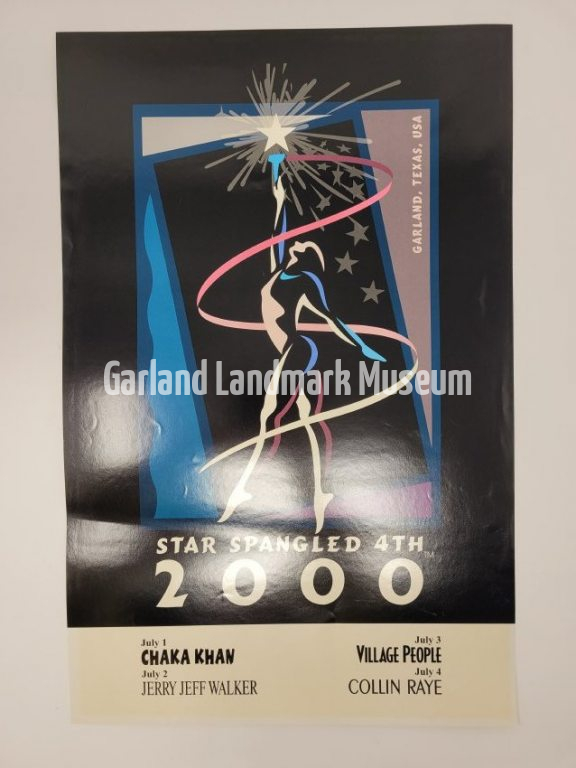 GARLAND, TEXAS, USA
Garland Landmark Museum
STAR SPANGLED 4TH™
2000
July 1
CHAKA KHAN
July 2
JERRY JEFF WALKER
July 3
VILLAGE PEOPLE
July 4
COLLIN RAYE